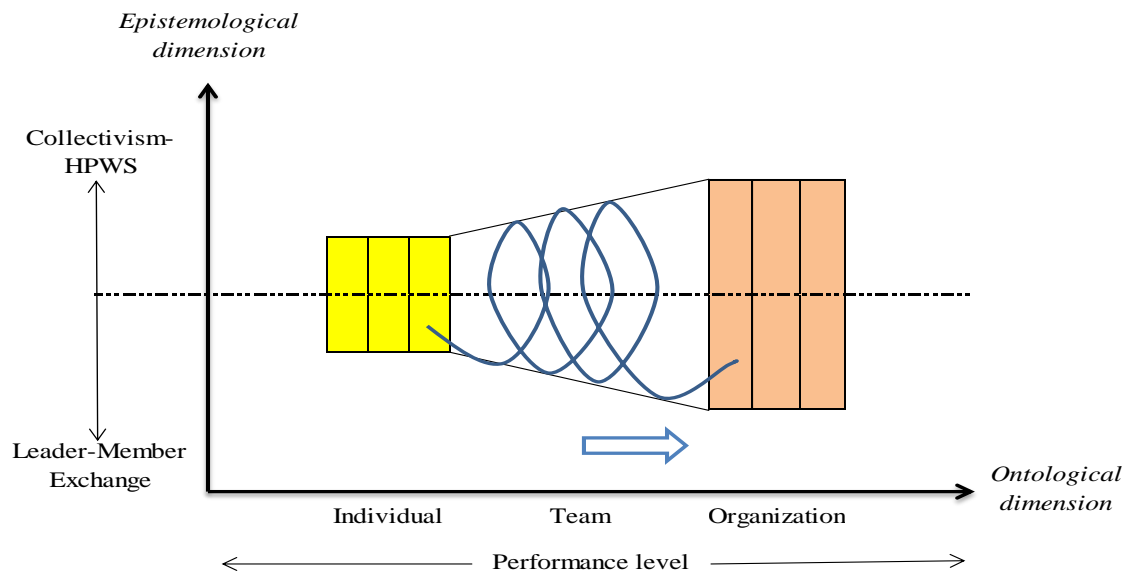 Epistemological
dimension
Collectivism-
HPWS
Leader-Member
Exchange
Ontological
dimension
Individual
Team
Organization
Performance level